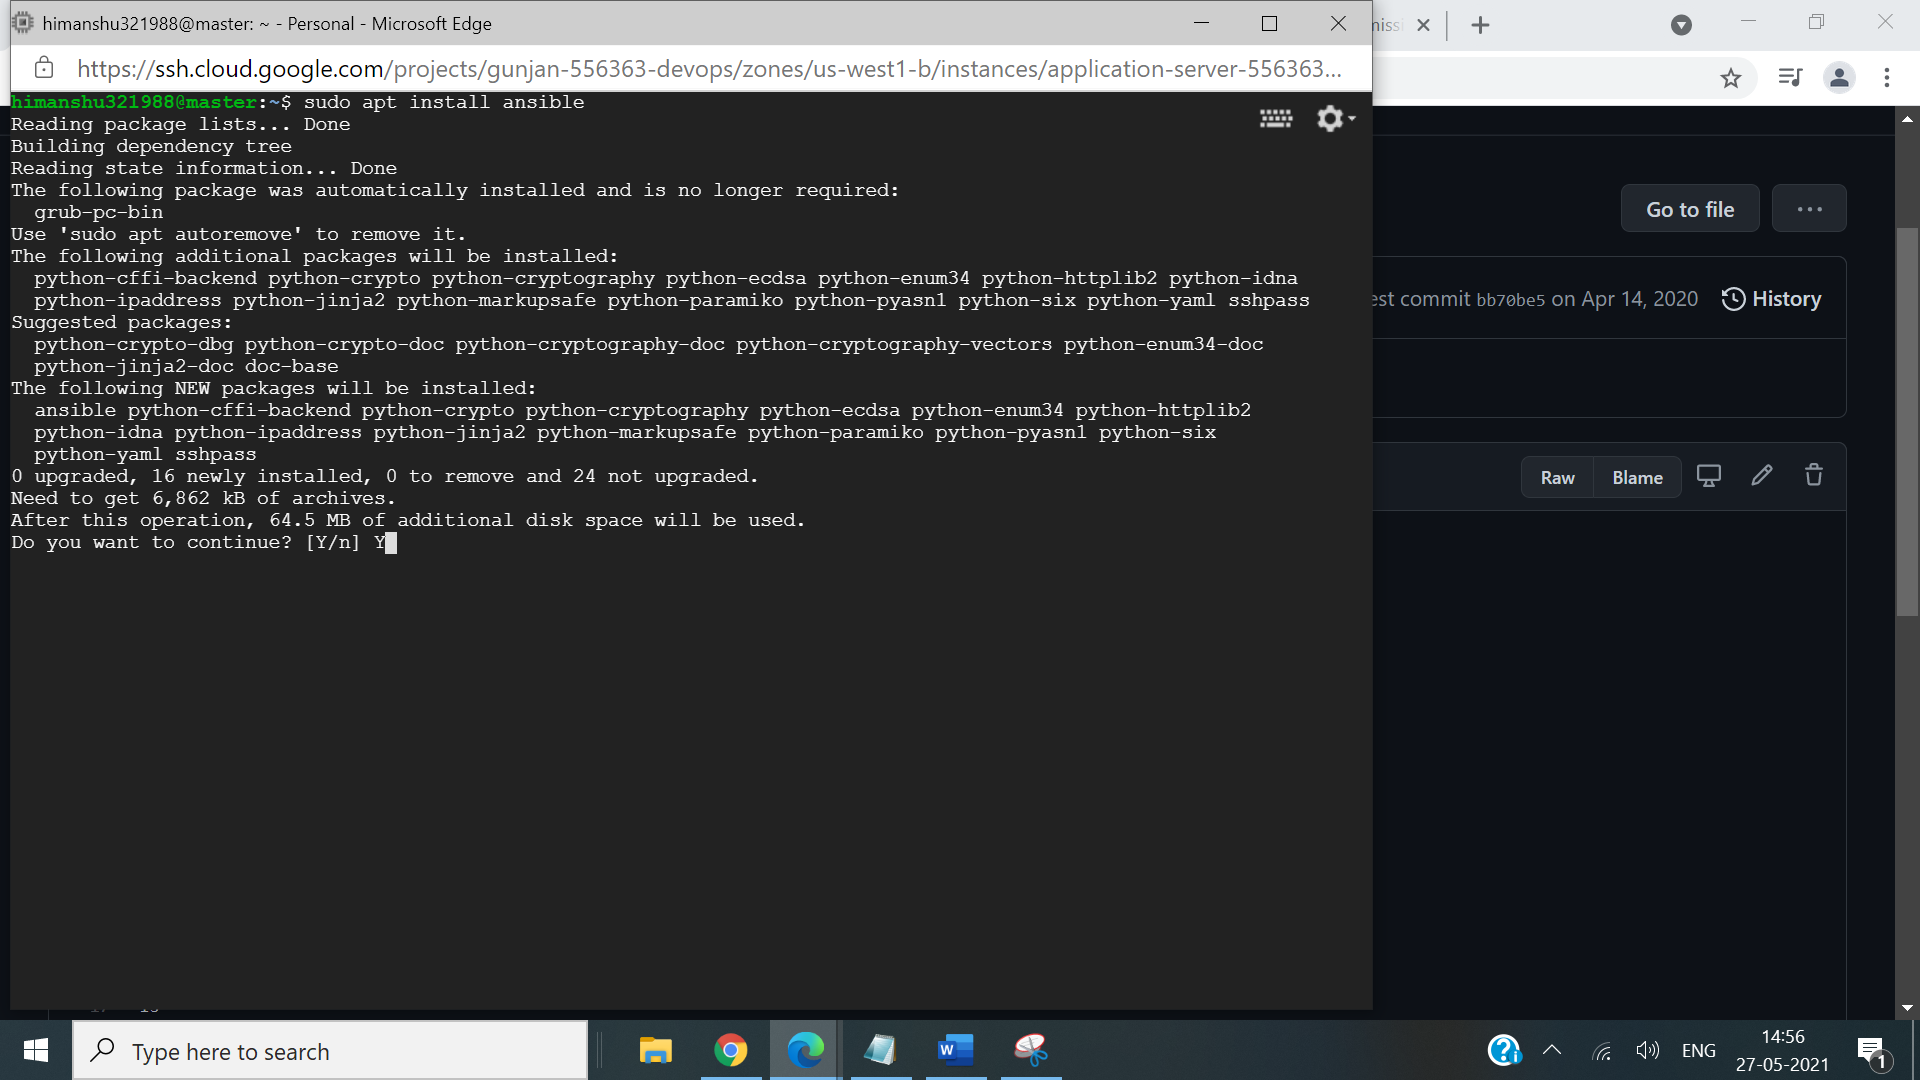 himanshu321988@master: ~ - Personal - Microsoft Edge
https://ssh.cloud.google.com/projects/gunjan-556363-devops/zones/us-west1-b/instances/application-server-556363...
himanshu321988@master:~$ sudo apt install ansible
Reading package lists... Done
Building dependency tree
Reading state information... Done
The following package was automatically installed and is no longer required:
grub-pc-bin
Use 'sudo apt autoremove' to remove it.
The following additional packages will be installed:
python-cffi-backend python-crypto python-cryptography python-ecdsa python-enum34 python-httplib2 python-idna
python-ipaddress python-jinja2 python-markupsafe python-paramiko python-pyasn1 python-six python-yaml sshpass
Suggested packages:
python-crypto-dbg python-crypto-doc python-cryptography-doc python-cryptography-vectors python-enum34-doc
python-jinja2-doc doc-base
The following NEW packages will be installed:
ansible python-cffi-backend python-crypto python-cryptography python-ecdsa python-enum34 python-httplib2
python-idna python-ipaddress python-jinja2 python-markupsafe python-paramiko python-pyasn1 python-six
python-yaml sshpass
0 upgraded, 16 newly installed, 0 to remove and 24 not upgraded.
Need to get 6,862 kB of archives.
After this operation, 64.5 MB of additional disk space will be used.
Do you want to continue? [Y/n] Y
Go to file
est commit bb70be5 on Apr 14, 2020 History
Raw Blame
Type here to search
W
ENG
14:56
27-05-2021
1